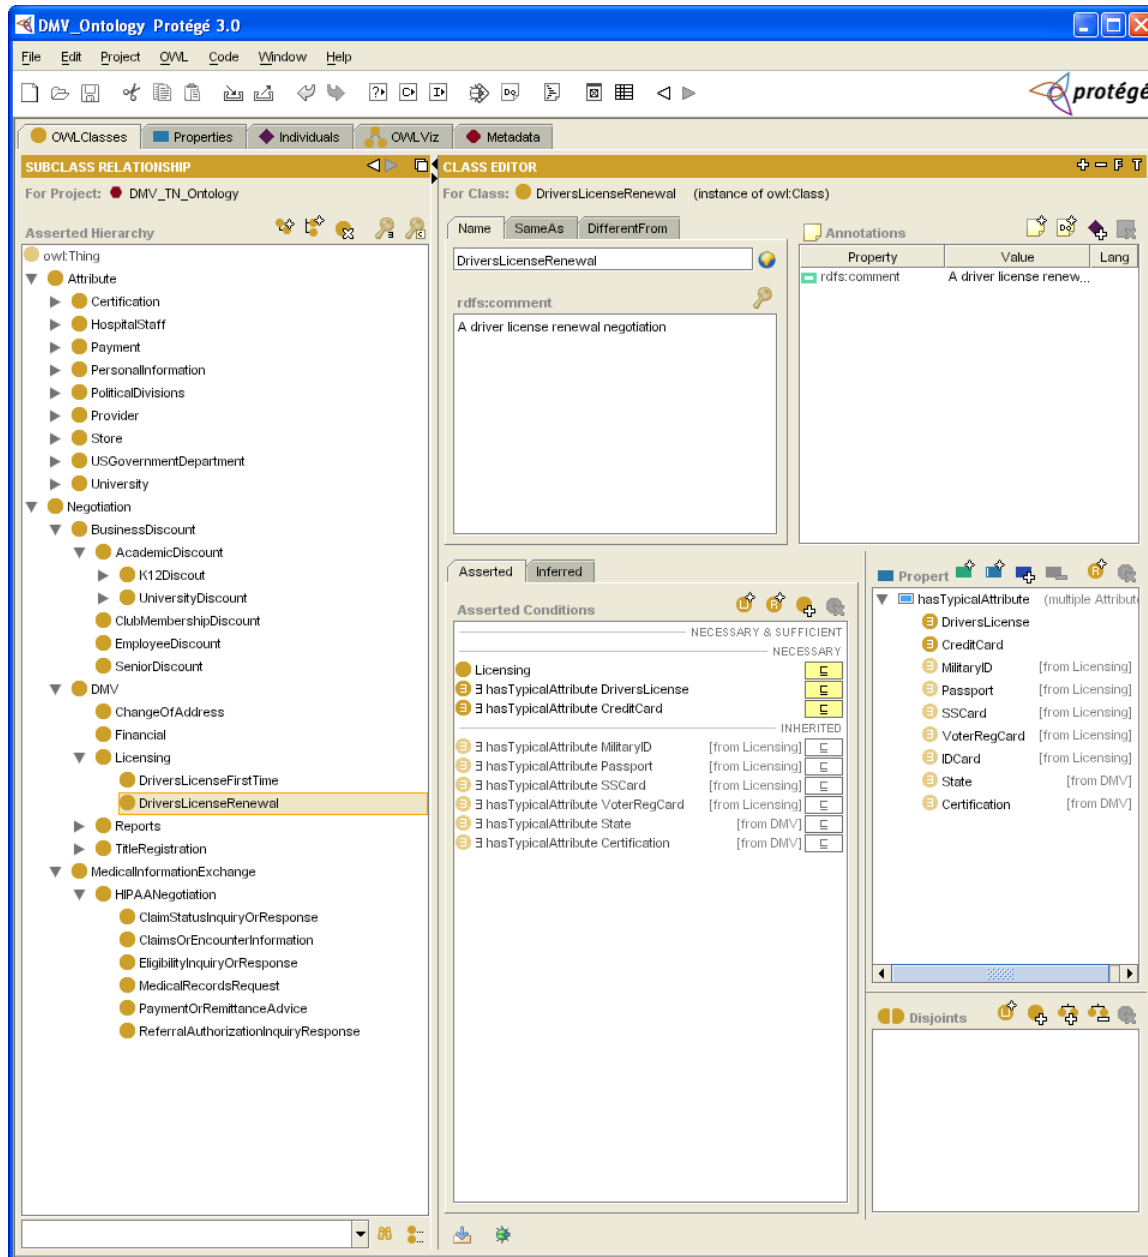 DMV_Ontology Protégé 3.0
File Edit Project OWL Code Window Help
protégé
OWLClasses Properties Individuals OWLViz Metadata
SUBCLASS RELATIONSHIP
For Project: DMV_TN_Ontology
Asserted Hierarchy
owl:Thing
Attribute
Certification
HospitalStaff
Payment
PersonalInformation
PoliticalDivisions
Provider
Store
USGovernmentDepartment
University
Negotiation
BusinessDiscount
AcademicDiscount
K12Discout
UniversityDiscount
ClubMembershipDiscount
EmployeeDiscount
SeniorDiscount
DMV
ChangeOfAddress
Financial
Licensing
DriversLicenseFirstTime
DriversLicenseRenewal
Reports
TitleRegistration
MedicalInformationExchange
HIPAANegotiation
ClaimStatusInquiryOrResponse
ClaimsOrEncounterInformation
EligibilityInquiryOrResponse
MedicalRecordsRequest
PaymentOrRemittanceAdvice
ReferralAuthorizationInquiryResponse
CLASS EDITOR
F T
For Class: DriversLicenseRenewal (instance of owl:Class)
Name SameAs DifferentFrom
DriversLicenseRenewal
rdfs:comment
A driver license renewal negotiation
Annotations
Property Value Lang
rdfs:comment A driver license renew...
Asserted Inferred
Asserted Conditions
NECESSARY & SUFFICIENT
NECESSARY
Licensing ⊑
∃ hasTypicalAttribute DriversLicense ⊑
∃ hasTypicalAttribute CreditCard ⊑
INHERITED
∃ hasTypicalAttribute MilitaryID [from Licensing] ⊑
∃ hasTypicalAttribute Passport [from Licensing] ⊑
∃ hasTypicalAttribute SSCard [from Licensing] ⊑
∃ hasTypicalAttribute VoterRegCard [from Licensing] ⊑
∃ hasTypicalAttribute State [from DMV] ⊑
∃ hasTypicalAttribute Certification [from DMV] ⊑
Propert
hasTypicalAttribute (multiple Attribut
DriversLicense
CreditCard
MilitaryID [from Licensing]
Passport [from Licensing]
SSCard [from Licensing]
VoterRegCard [from Licensing]
IDCard [from Licensing]
State [from DMV]
Certification [from DMV]
Disjoints